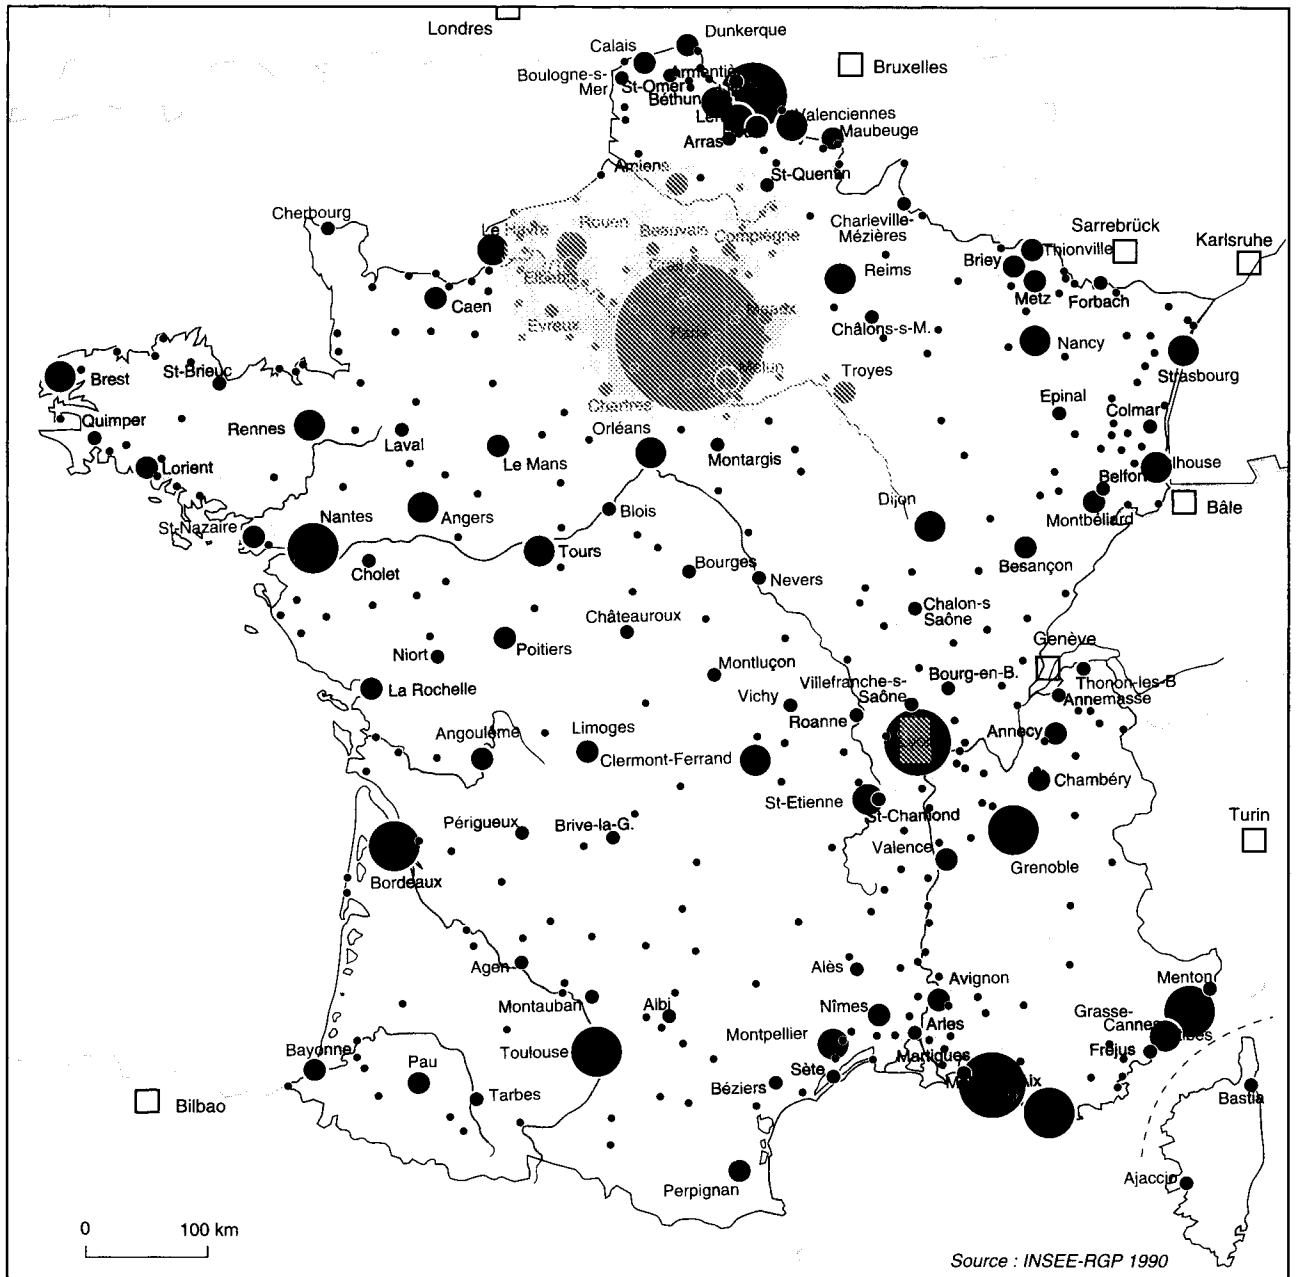 Londres
Dunkerque
Calais
Bruxelles
Boulogne-s-
Mer
St-Omer
Valenciennes
Maubeuge
Arras
Amiens
St-Quentin
Cherbourg
Le Havre
Rouen
Beauvais
Compiègne
Charleville-
Mézières
Sarrebrück
Karlsruhe
Thionville
Briey
Reims
Metz
Forbach
Caen
Evreux
Paris
Meaux
Châlons-s-M.
Nancy
Strasbourg
Brest
St-Brieuc
Melun
Troyes
Chartres
Epinal
Colmar
Quimper
Rennes
Laval
Orléans
Le Mans
Montargis
Lorient
Belfort
lhouse
Dijon
Montbéliard
Bâle
St-Nazaire
Nantes
Angers
Blois
Tours
Besançon
Cholet
Bourges
Nevers
Châteauroux
Chalon-s
Saône
Genève
Niort
Poitiers
Montluçon
Bourg-en-B.
Thonon-les-B
Annemasse
La Rochelle
Vichy
Villefranche-s-
Saône
Roanne
Annecy
Angoulême
Limoges
Clermont-Ferrand
Chambéry
St-Etienne
St-Chamond
Turin
Périgueux
Brive-la-G.
Valence
Grenoble
Bordeaux
Agen
Alès
Avignon
Menton
Montauban
Albi
Nîmes
Grasse-
Cannes
Arles
Montpellier
Toulouse
Bayonne
Pau
Martigues
Fréjus
Sète
Aix
Tarbes
Béziers
Bilbao
Bastia
Perpignan
Ajaccio
0 100 km
Source : INSEE-RGP 1990